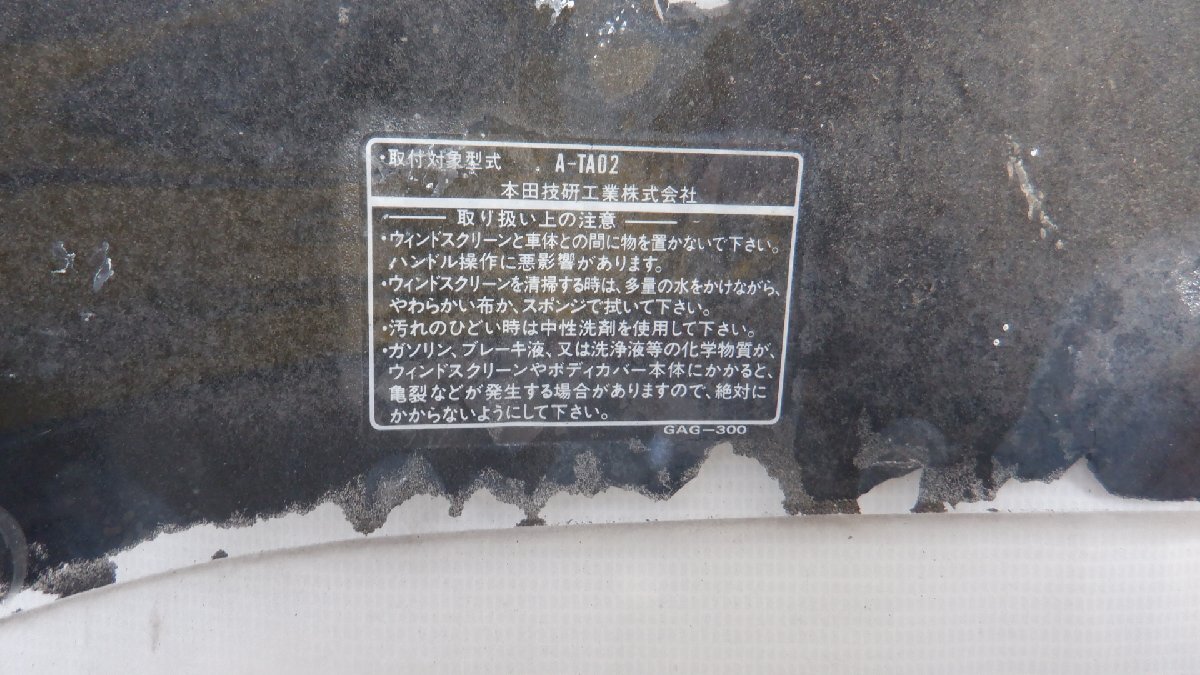 ・取付対象型式 A-TA02
本田技研工業株式会社
取り扱い上の注意
・ウィンドスクリーンと車体との間に物を置かないで下さい。
ハンドル操作に悪影響があります。
・ウィンドスクリーンを清掃する時は、多量の水をかけながら、
やわらかい布か、スポンジで拭いて下さい。
・汚れのひどい時は中性洗剤を使用して下さい。
・ガソリン、ブレーキ液、又は洗浄液等の化学物質が、
ウィンドスクリーンやボディカバー本体にかかると、
亀裂などが発生する場合がありますので、絶対に
かからないようにして下さい。
GAG-300